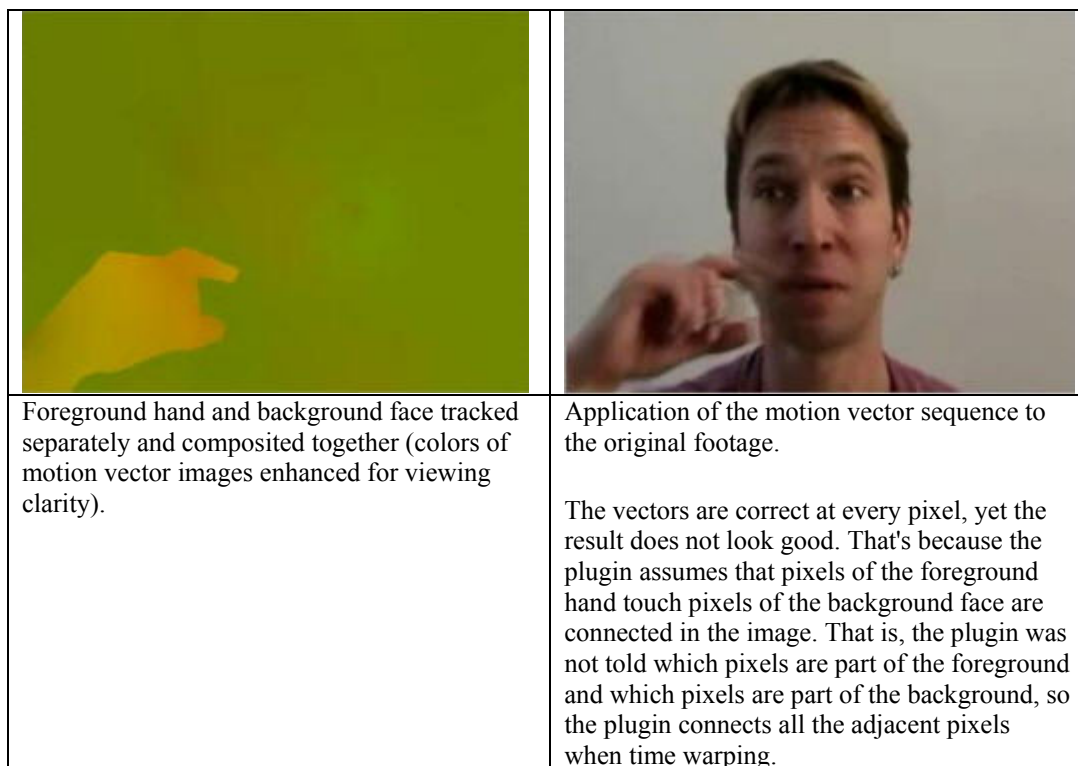 Foreground hand and background face tracked
separately and composited together (colors of
motion vector images enhanced for viewing
clarity).
Application of the motion vector sequence to
the original footage.
The vectors are correct at every pixel, yet the
result does not look good. That's because the
plugin assumes that pixels of the foreground
hand touch pixels of the background face are
connected in the image. That is, the plugin was
not told which pixels are part of the foreground
and which pixels are part of the background, so
the plugin connects all the adjacent pixels
when time warping.